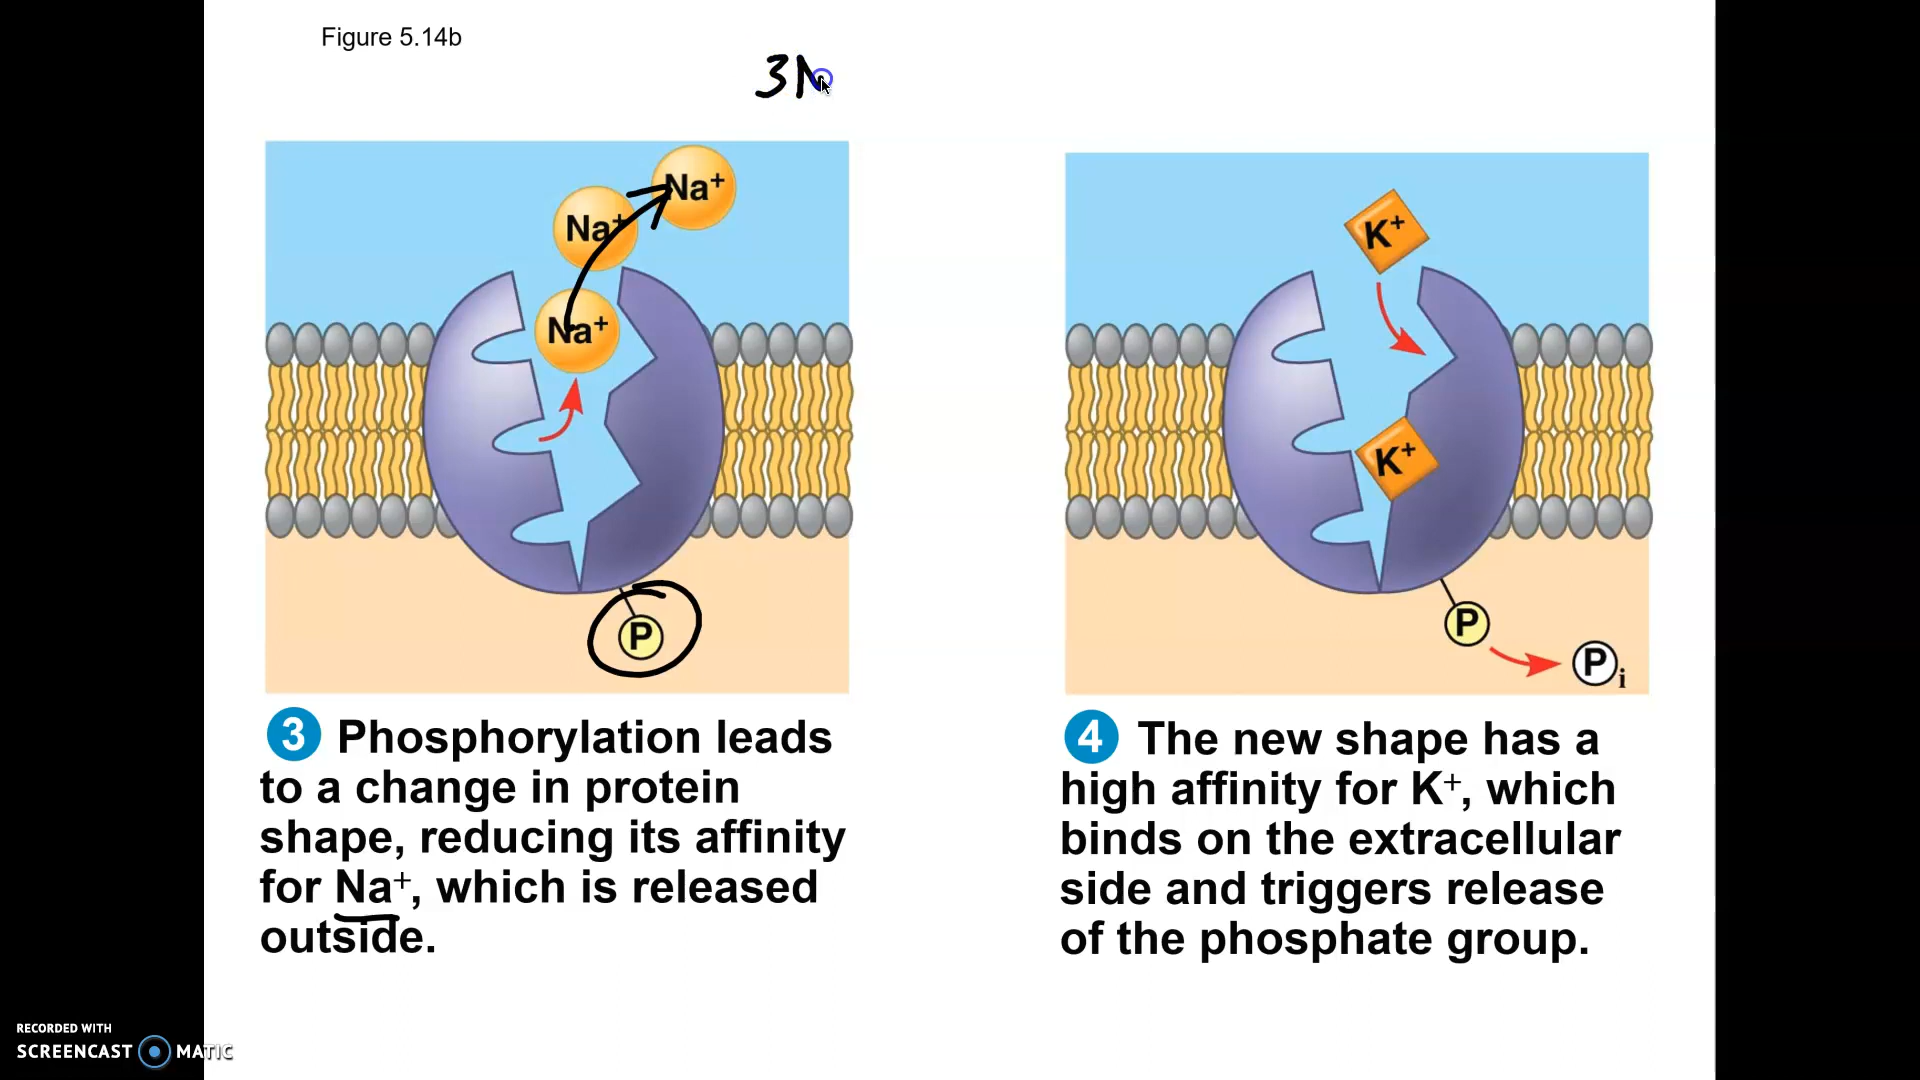 Figure 5.14b
3N
Na⁺
Na⁺
Na⁺
P
3 Phosphorylation leads
to a change in protein
shape, reducing its affinity
for Na⁺, which is released
outside.
K⁺
K⁺
P
Pi
4 The new shape has a
high affinity for K⁺, which
binds on the extracellular
side and triggers release
of the phosphate group.
RECORDED WITH
SCREENCAST MATIC